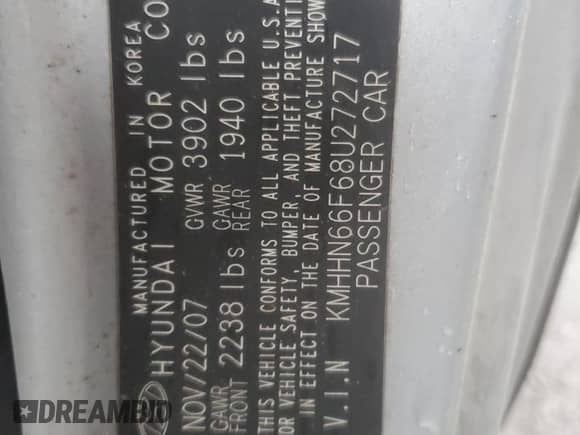 MANUFACTURED IN KOREA
HYUNDAI MOTOR CO
NOV/22/07 GVWR 3902 lbs
GAWR FRONT 2238 lbs GAWR REAR 1940 lbs
THIS VEHICLE CONFORMS TO ALL APPLICABLE U.S.A
OR VEHICLE SAFETY, BUMPER, AND THEFT PREVENTI
IN EFFECT ON THE DATE OF MANUFACTURE SHOW
V.I.N KMHHN66F68U272717
PASSENGER CAR
DREAMBID